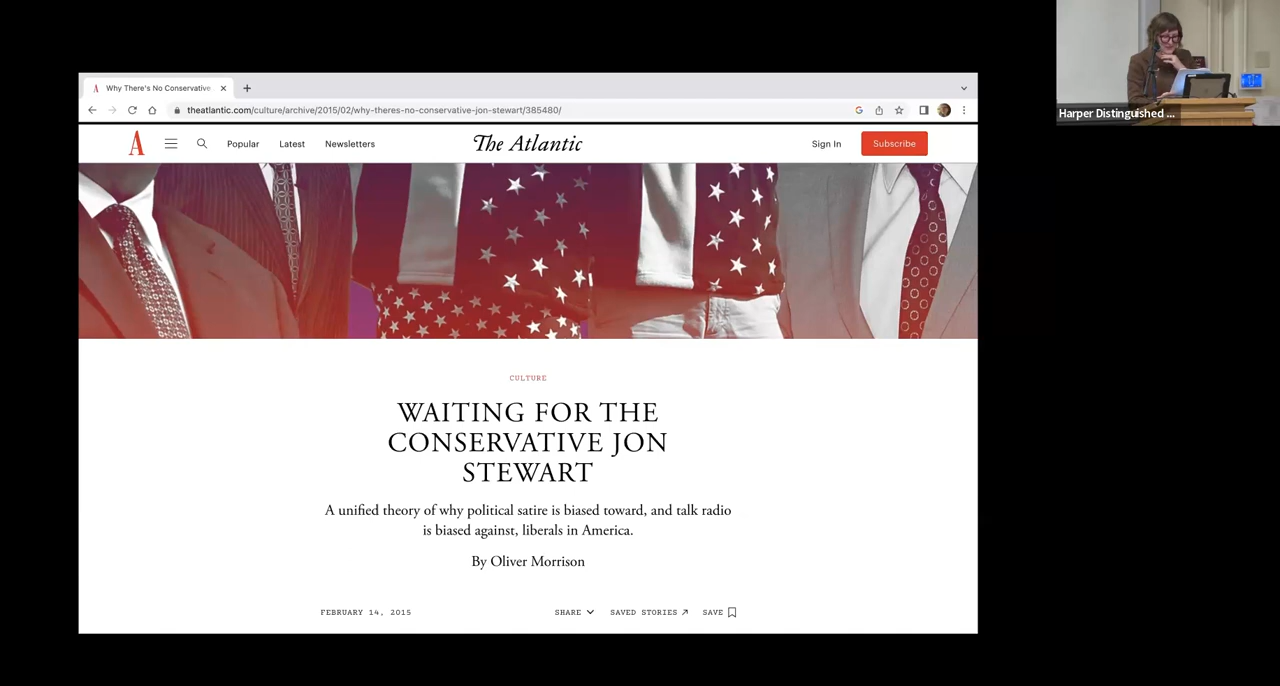 Why There's No Conservative
theatlantic.com/culture/archive/2015/02/why-theres-no-conservative-jon-stewart/385480/
A
Popular
Latest
Newsletters
The Atlantic
Sign In
Subscribe
CULTURE
WAITING FOR THE
CONSERVATIVE JON
STEWART
A unified theory of why political satire is biased toward, and talk radio
is biased against, liberals in America.
By Oliver Morrison
FEBRUARY 14, 2015
SHARE
SAVED STORIES
SAVE
Harper Distinguished ...